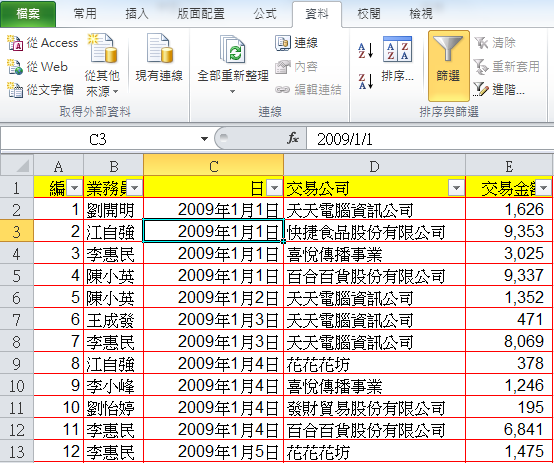 檔案 常用 插入 版面配置 公式 資料 校閱 檢視
從 Access
從 Web
從文字檔
從其他
來源
現有連線
全部重新整理
連線
內容
編輯連結
排序...
篩選
清除
重新套用
進階...
取得外部資料 連線 排序與篩選
C3 fx 2009/1/1
A B C D E
1 編 業務員 日 交易公司 交易金額
2 1 劉開明 2009年1月1日 天天電腦資訊公司 1,626
3 2 江自強 2009年1月1日 快捷食品股份有限公司 9,353
4 3 李惠民 2009年1月1日 喜悅傳播事業 3,025
5 4 陳小英 2009年1月1日 百合百貨股份有限公司 9,337
6 5 陳小英 2009年1月2日 天天電腦資訊公司 1,352
7 6 王成發 2009年1月3日 天天電腦資訊公司 471
8 7 李惠民 2009年1月3日 天天電腦資訊公司 8,069
9 8 江自強 2009年1月4日 花花花坊 378
10 9 李小峰 2009年1月4日 喜悅傳播事業 1,246
11 10 劉怡婷 2009年1月4日 發財貿易股份有限公司 195
12 11 李惠民 2009年1月4日 百合百貨股份有限公司 6,841
13 12 李惠民 2009年1月5日 花花花坊 1,475